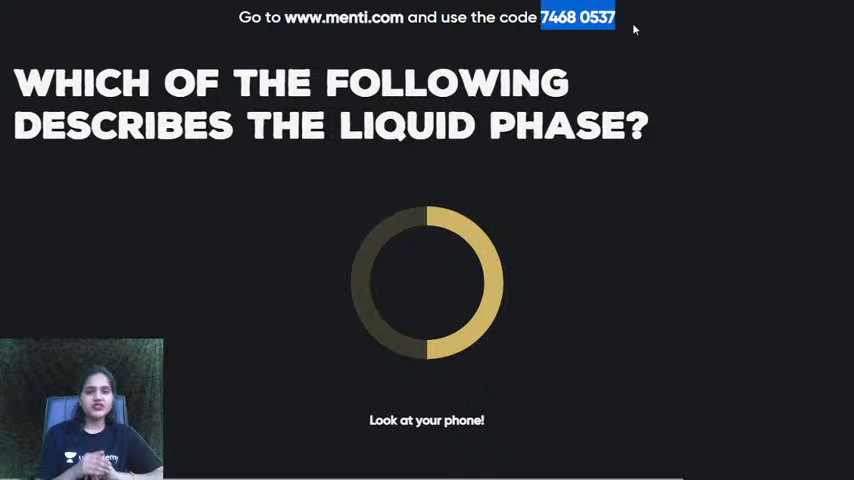 Go to www.menti.com and use the code 7468 0537
WHICH OF THE FOLLOWING
DESCRIBES THE LIQUID PHASE?
Look at your phone!